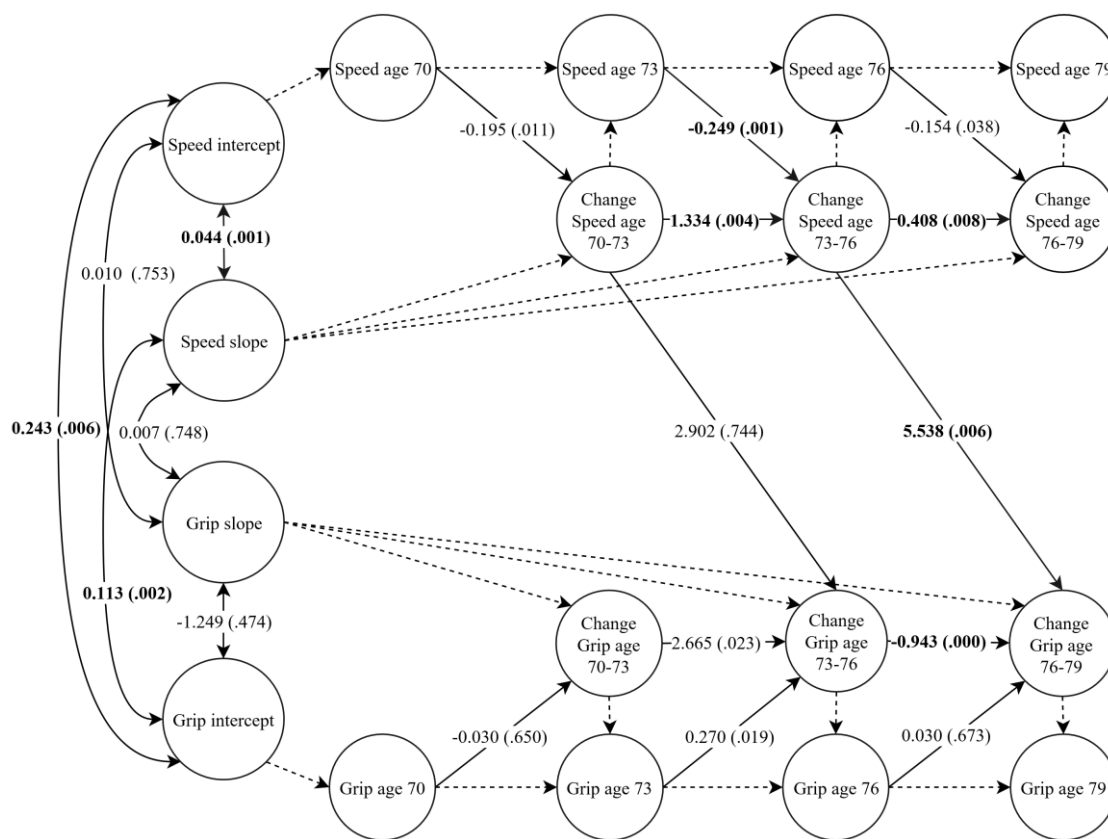 Speed age 70
Speed age 73
Speed age 76
Speed age 79
-0.195 (.011)
-0.249 (.001)
-0.154 (.038)
Speed intercept
Change
Speed age
70-73
1.334 (.004)
Change
Speed age
73-76
0.408 (.008)
Change
Speed age
76-79
0.044 (.001)
0.010 (.753)
Speed slope
0.243 (.006)
0.007 (.748)
2.902 (.744)
5.538 (.006)
Grip slope
0.113 (.002)
-1.249 (.474)
Change
Grip age
70-73
2.665 (.023)
Change
Grip age
73-76
-0.943 (.000)
Change
Grip age
76-79
Grip intercept
-0.030 (.650)
0.270 (.019)
0.030 (.673)
Grip age 70
Grip age 73
Grip age 76
Grip age 79